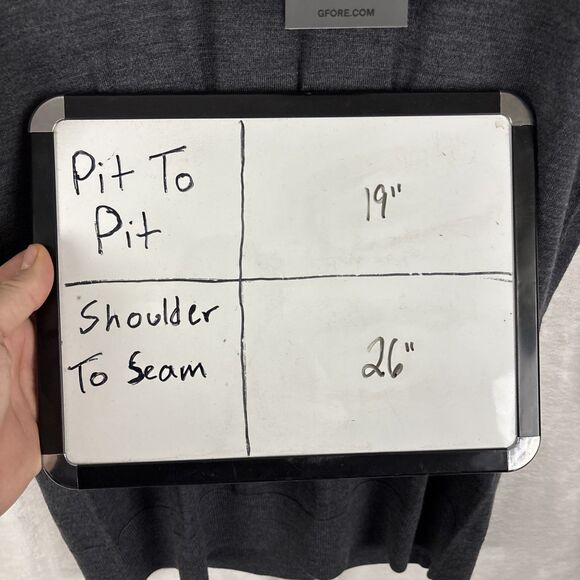 GFORE.COM
Pit To
Pit
19"
Shoulder
To Seam
26"